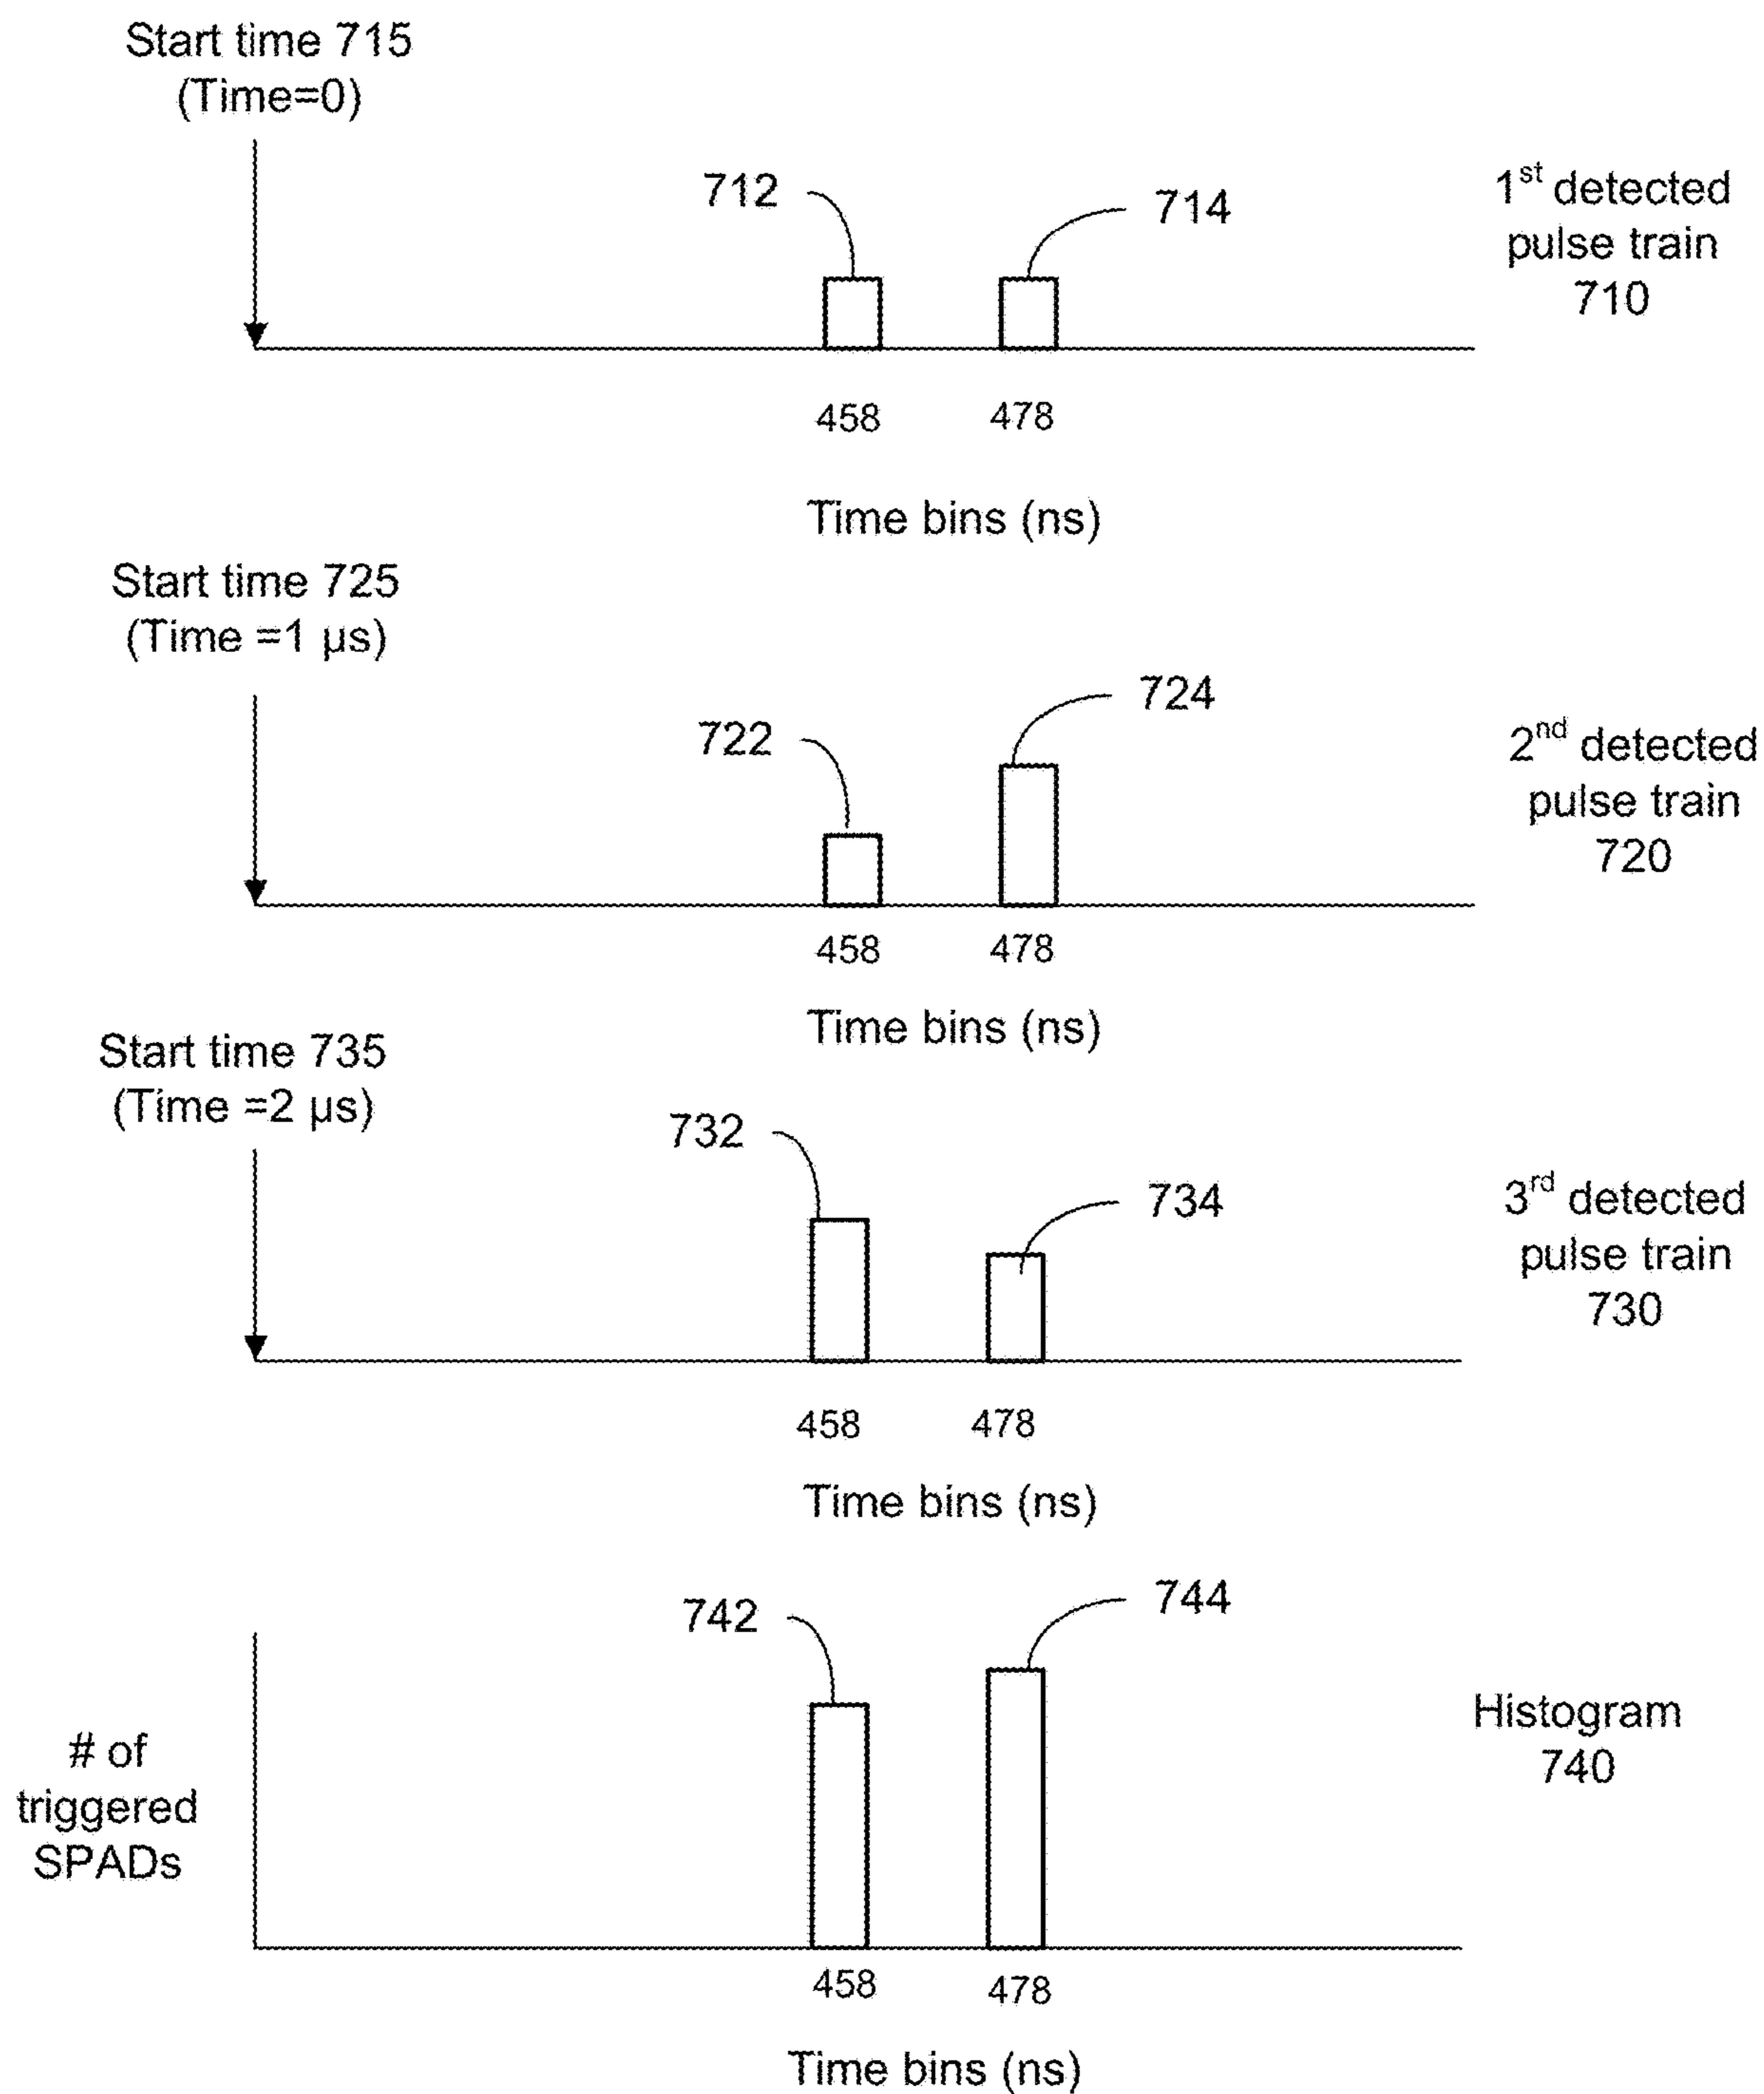 Start time 715
(Time=0)
712
714
1st detected
pulse train
710
458
478
Time bins (ns)
Start time 725
(Time =1 µs)
722
724
2nd detected
pulse train
720
458
478
Time bins (ns)
Start time 735
(Time =2 µs)
732
734
3rd detected
pulse train
730
458
478
Time bins (ns)
742
744
# of
triggered
SPADs
Histogram
740
458
478
Time bins (ns)